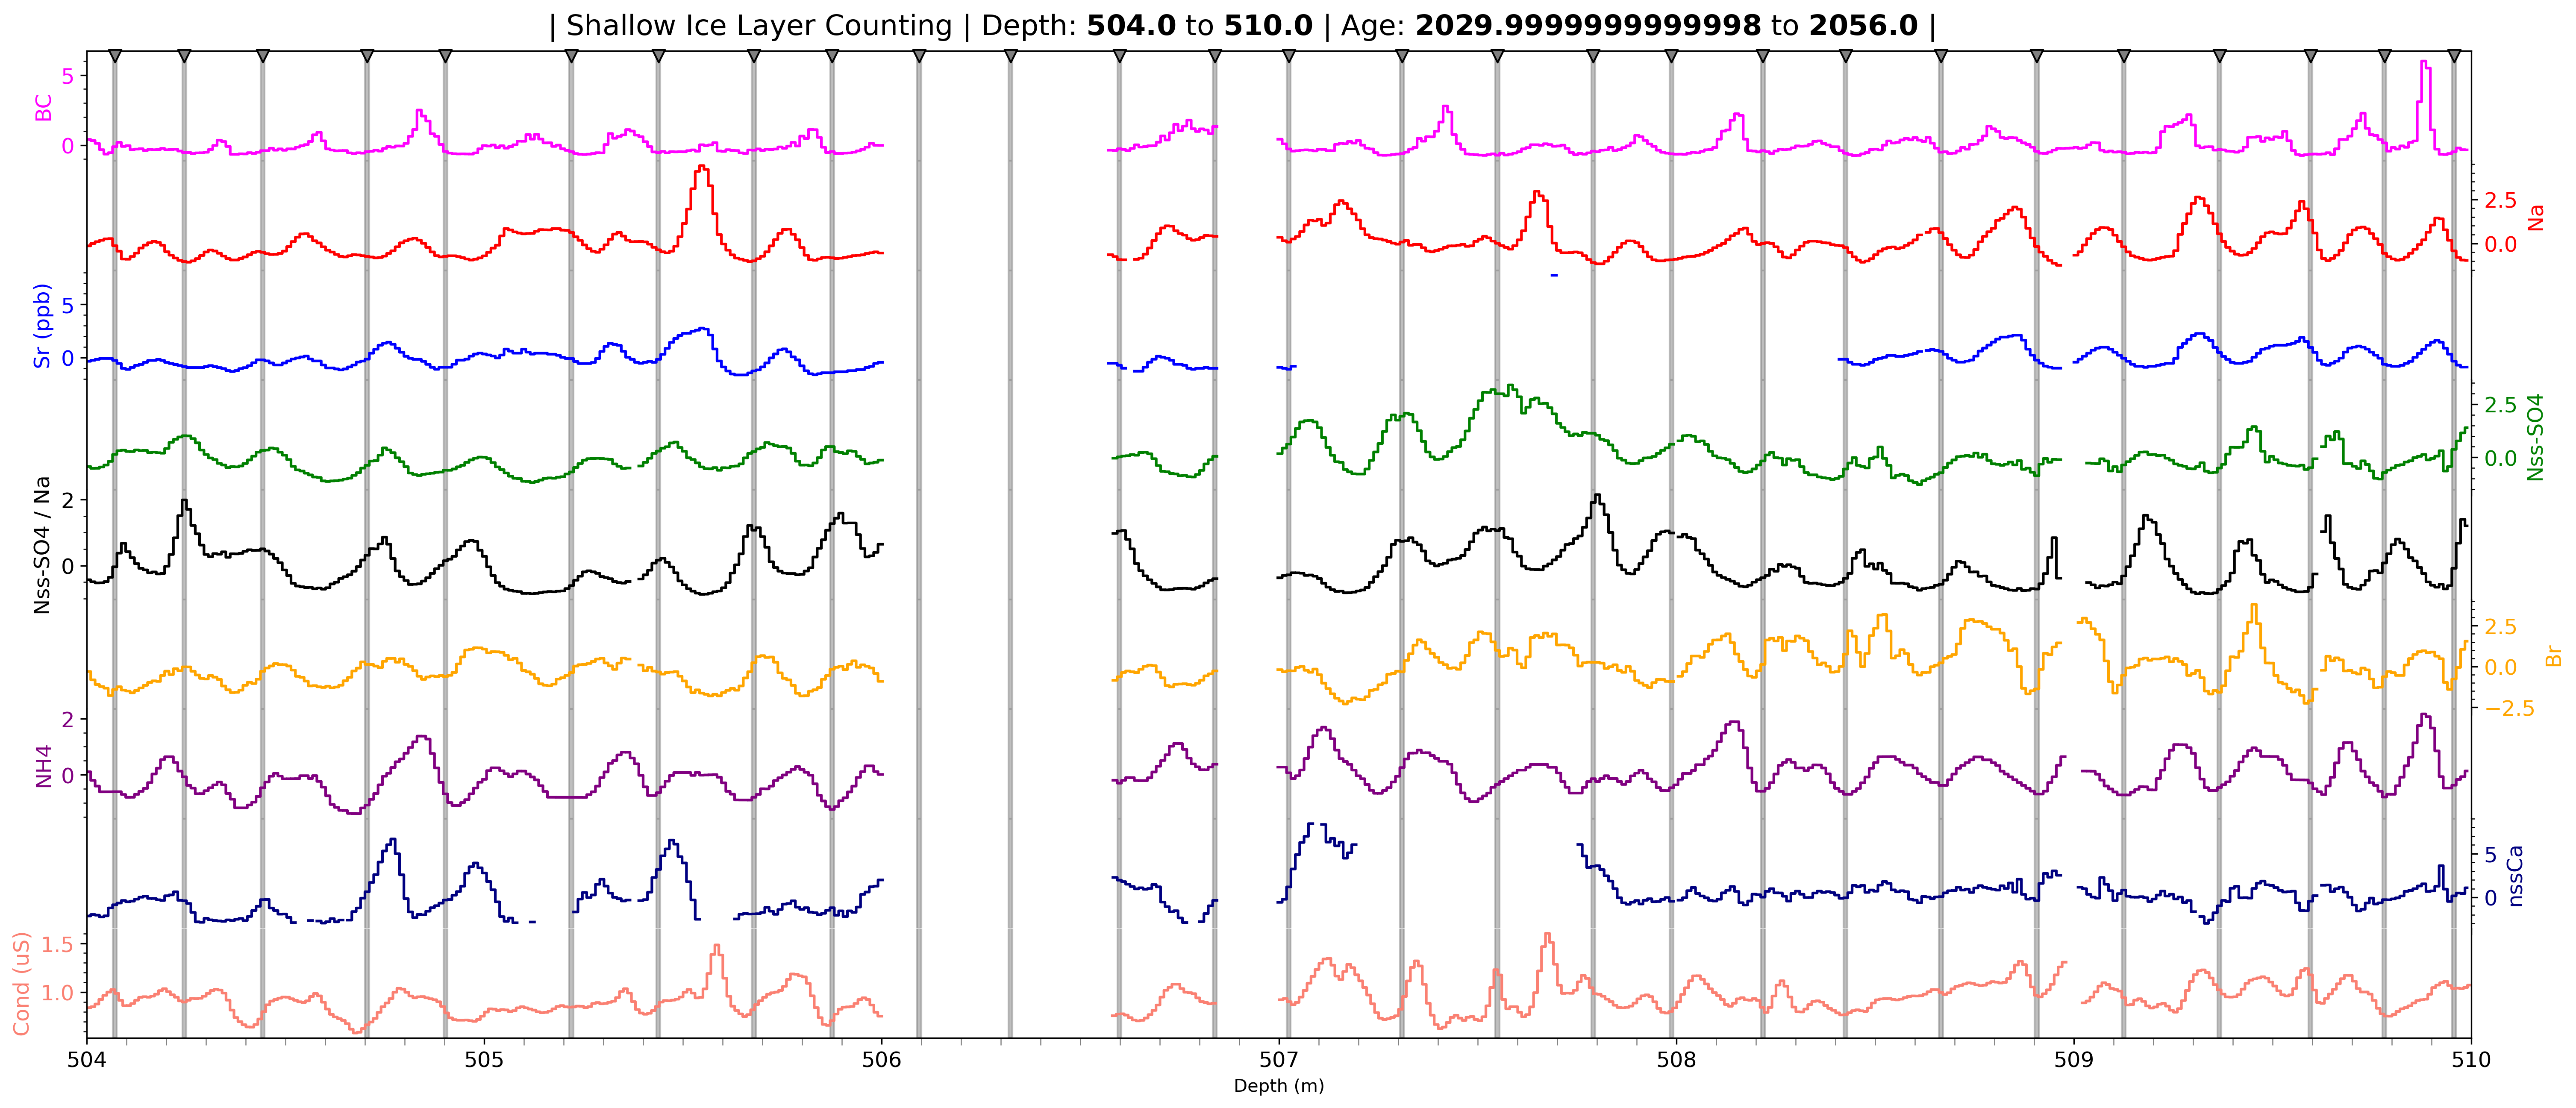 | Shallow Ice Layer Counting | Depth: 504.0 to 510.0 | Age: 2029.9999999999998 to 2056.0 |
BC
5
0
2.5
0.0
Na
Sr (ppb)
5
0
2.5
0.0
Nss-SO4
Nss-SO4 / Na
2
0
2.5
0.0
−2.5
Br
NH4
2
0
5
0
nssCa
Cond (uS)
1.5
1.0
504 505 506 507 508 509 510
Depth (m)